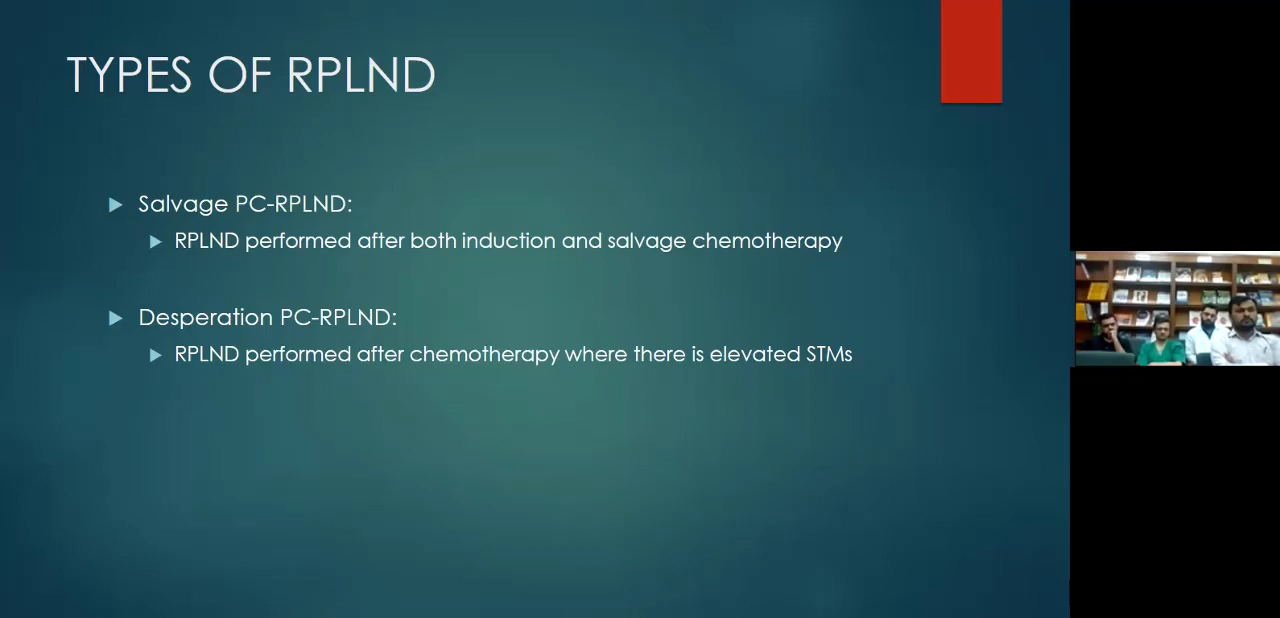 TYPES OF RPLND
Salvage PC-RPLND:
RPLND performed after both induction and salvage chemotherapy
Desperation PC-RPLND:
RPLND performed after chemotherapy where there is elevated STMs